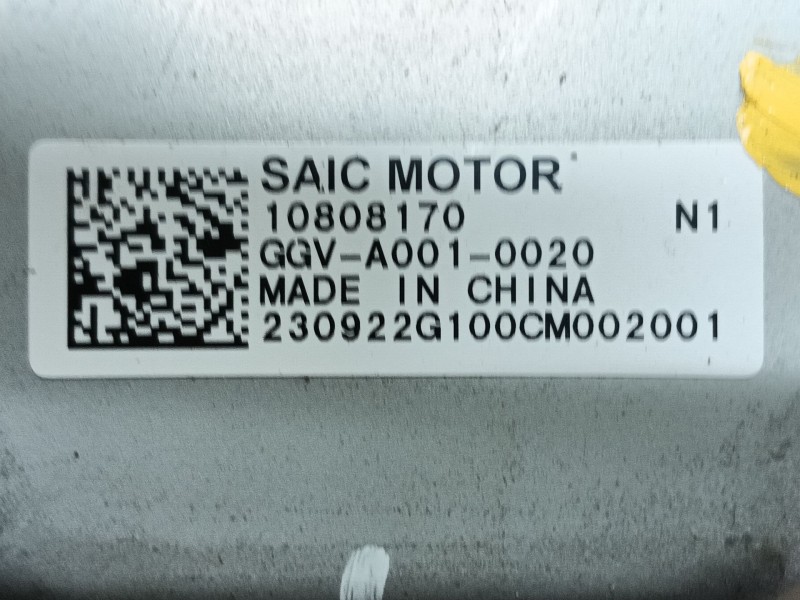 SAIC MOTOR
10808170 N1
GGV-A001-0020
MADE IN CHINA
230922G100CM002001